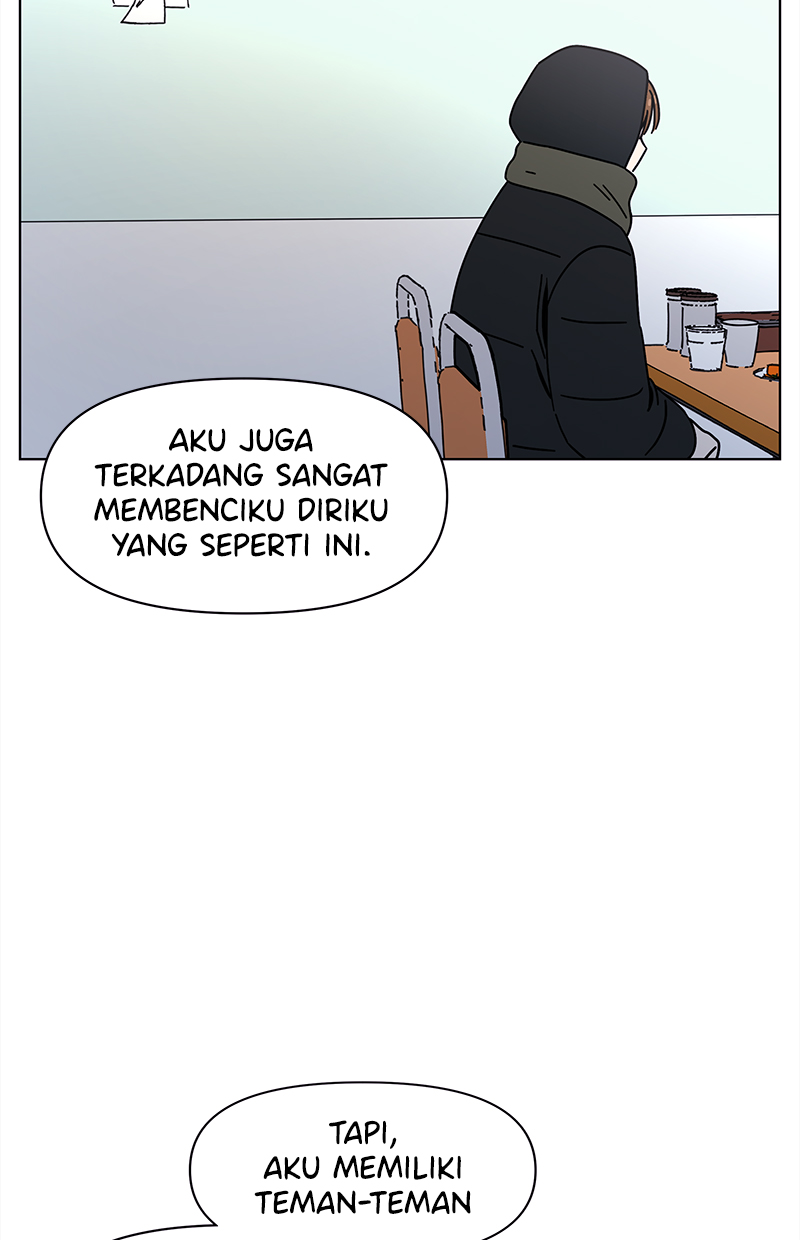 AKU JUGA
TERKADANG SANGAT
MEMBENCIKU DIRIKU
YANG SEPERTI INI.
TAPI,
AKU MEMILIKI
TEMAN-TEMAN